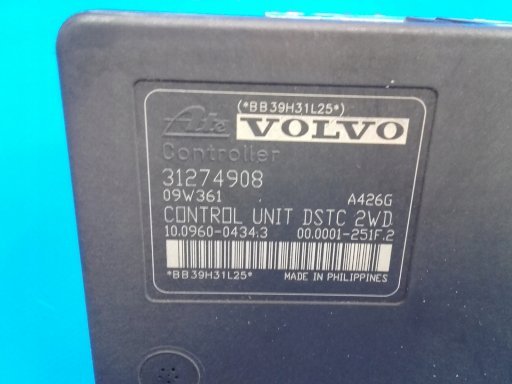 (*BB39H31L25*)
Ate VOLVO
Controller
31274908
09W361 A426G
CONTROL UNIT DSTC 2WD
10.0960-0434.3 00.0001-251F.2
*BB39H31L25* MADE IN PHILIPPINES